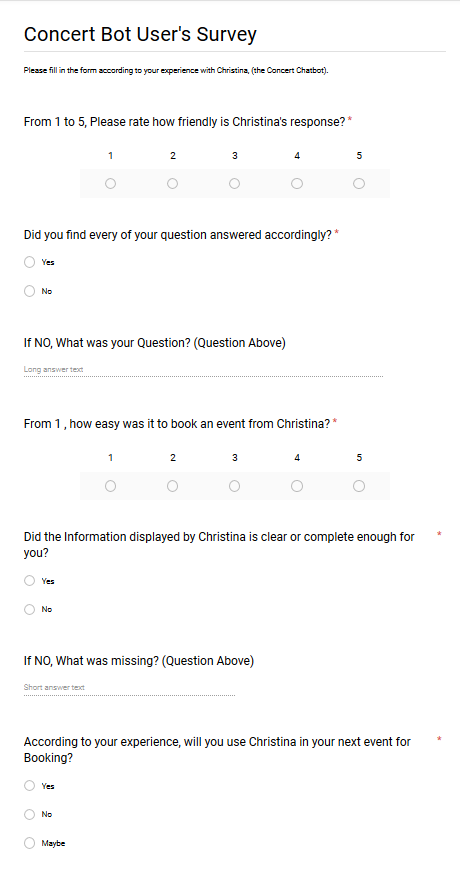 Concert Bot User's Survey
Please fill in the form according to your experience with Christina, (the Concert Chatbot).
From 1 to 5, Please rate how friendly is Christina's response? *
1 2 3 4 5
Did you find every of your question answered accordingly? *
Yes
No
If NO, What was your Question? (Question Above)
Long answer text
From 1 , how easy was it to book an event from Christina? *
1 2 3 4 5
Did the Information displayed by Christina is clear or complete enough for *
you?
Yes
No
If NO, What was missing? (Question Above)
Short answer text
According to your experience, will you use Christina in your next event for *
Booking?
Yes
No
Maybe